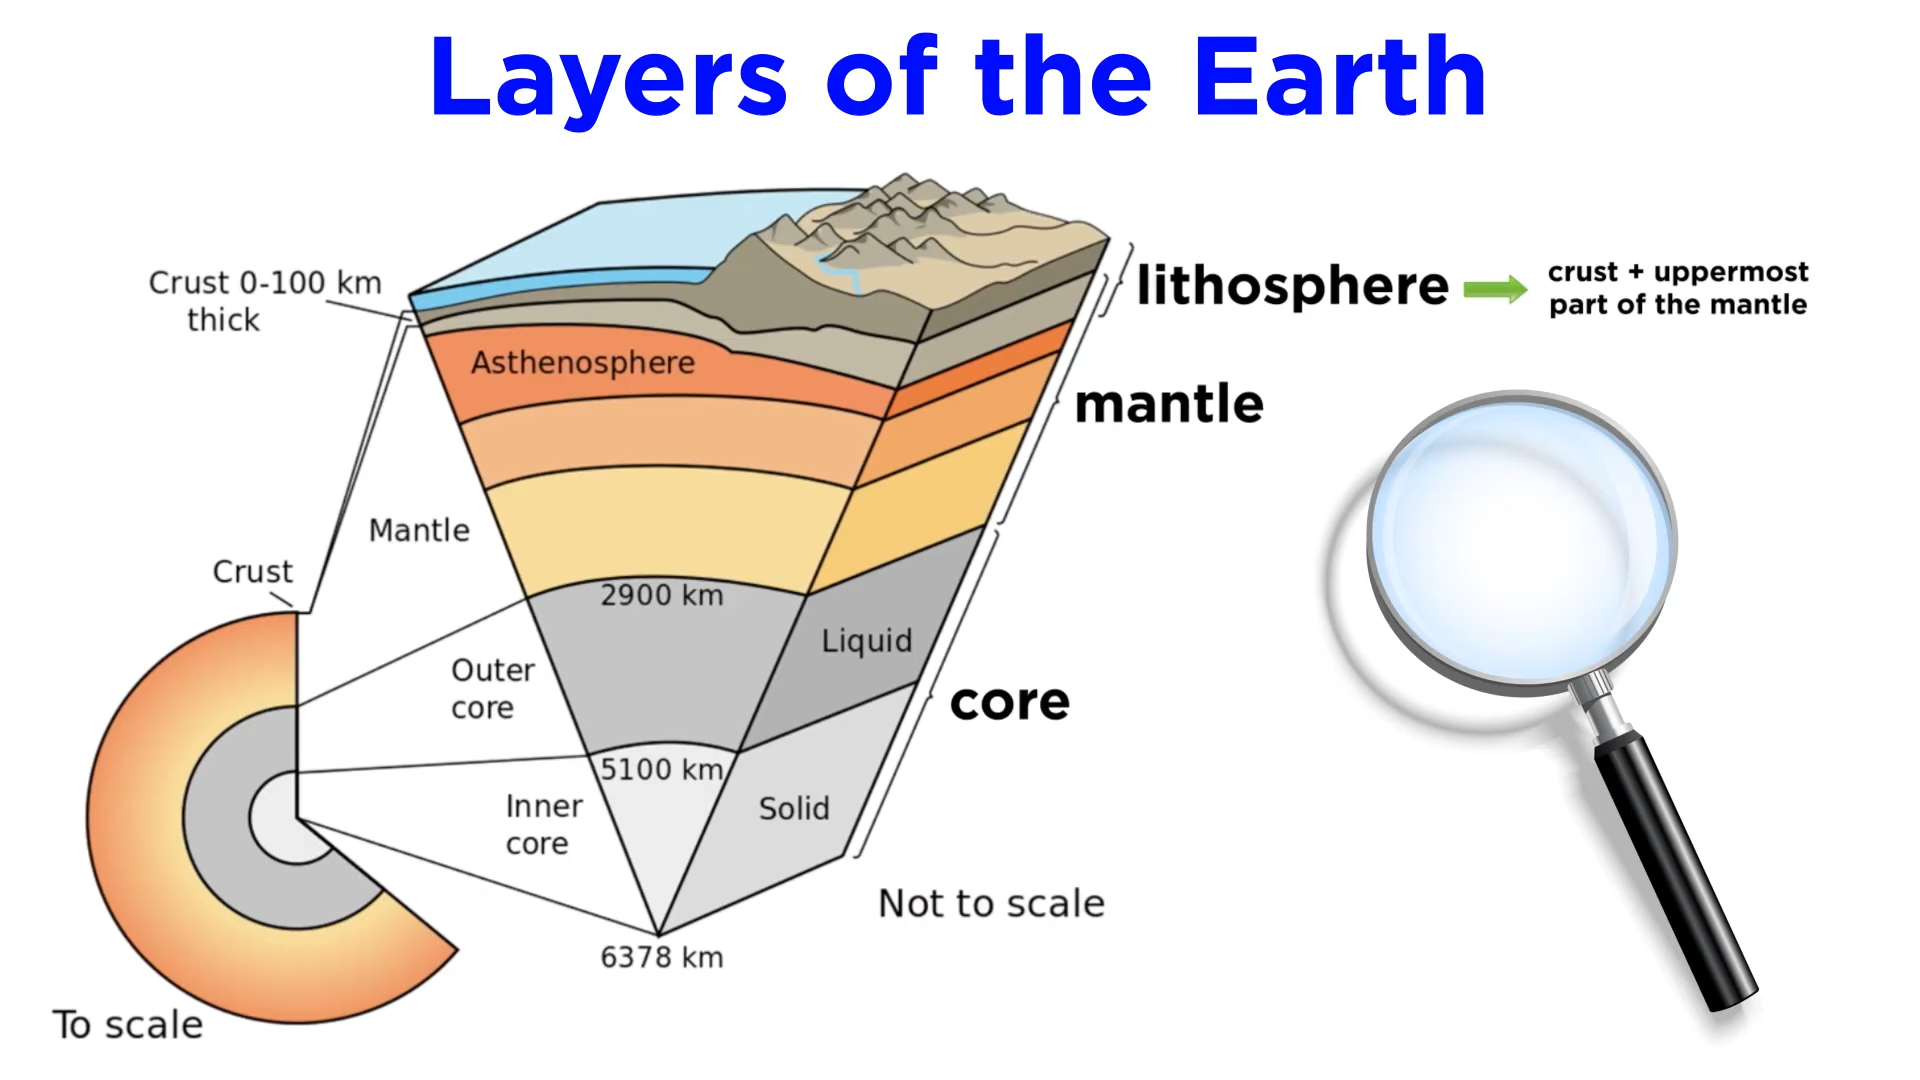 Layers of the Earth
Crust 0-100 km
thick
lithosphere
crust + uppermost
part of the mantle
Asthenosphere
mantle
Mantle
Crust
2900 km
Liquid
Outer
core
core
5100 km
Inner
core
Solid
Not to scale
6378 km
To scale